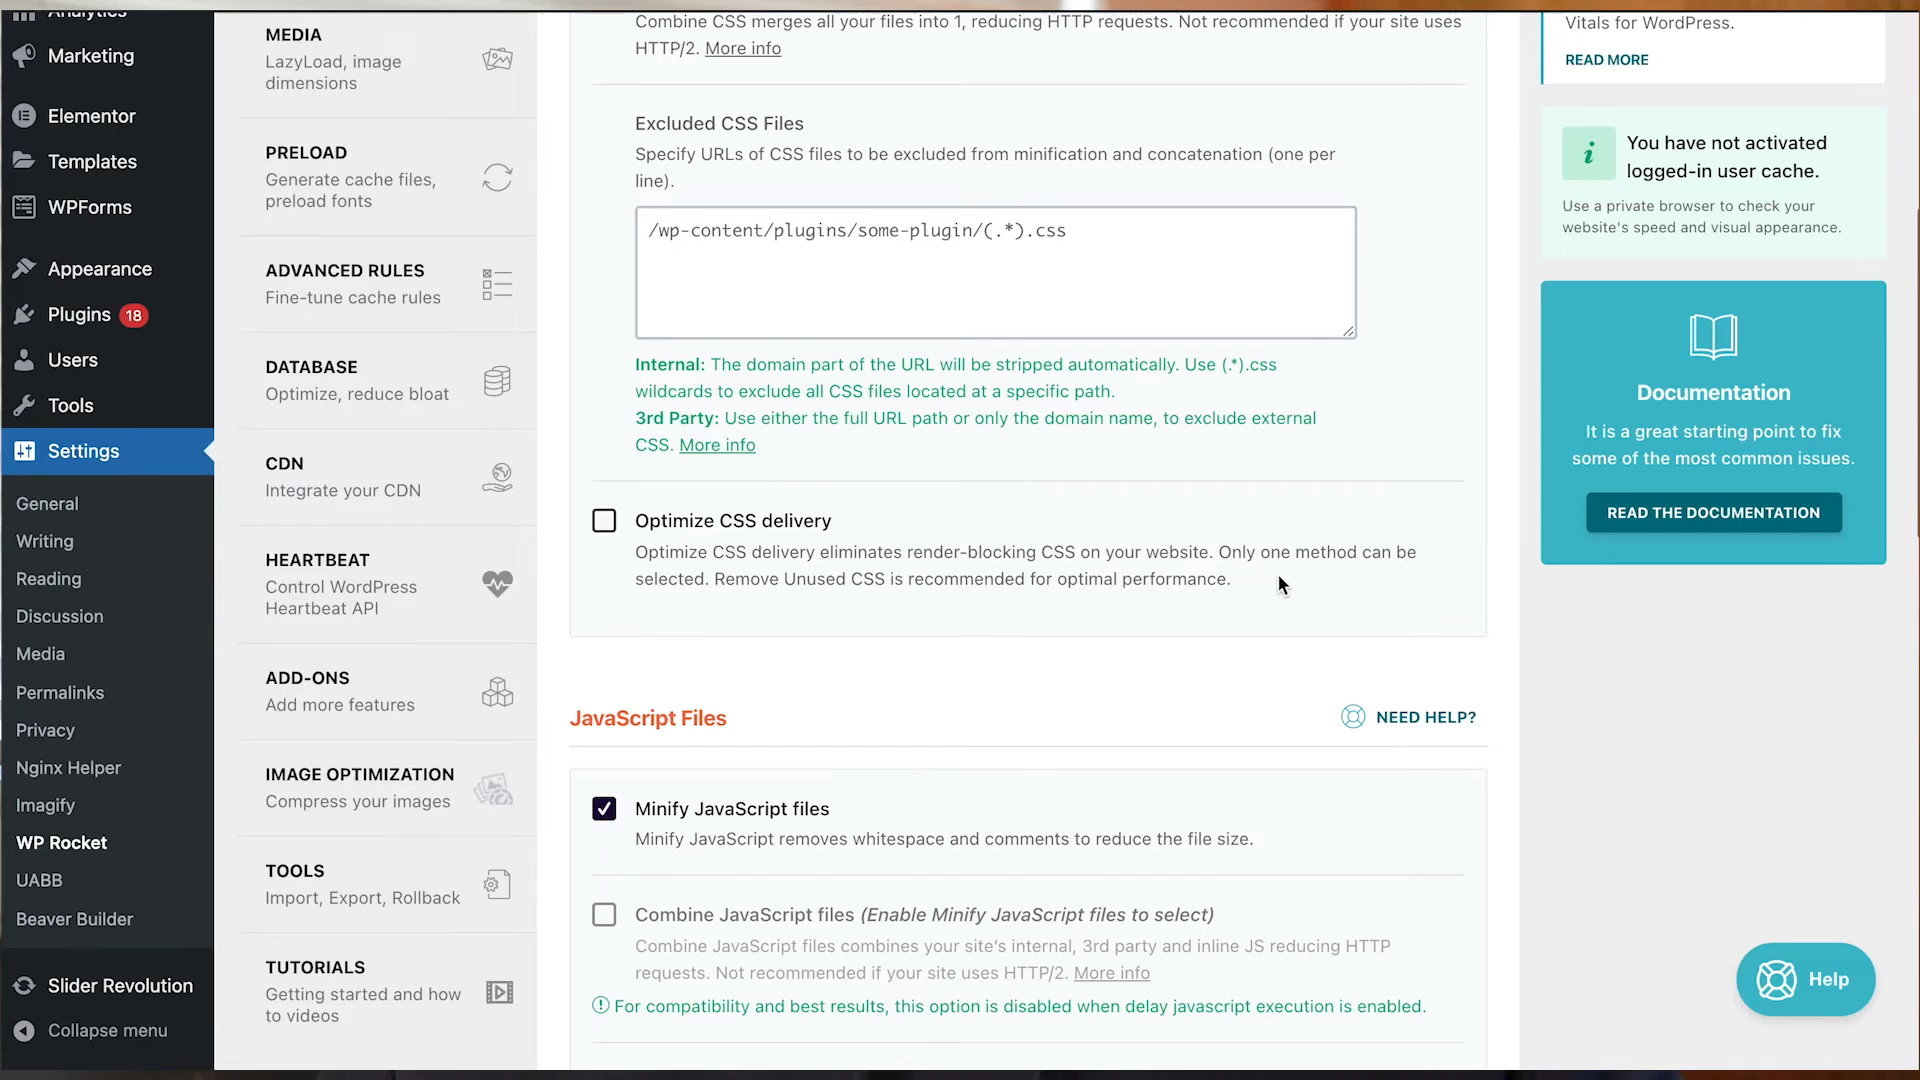 Analytics
Marketing
Elementor
Templates
WPForms
Appearance
Plugins 18
Users
Tools
Settings
General
Writing
Reading
Discussion
Media
Permalinks
Privacy
Nginx Helper
Imagify
WP Rocket
UABB
Beaver Builder
Slider Revolution
Collapse menu
MEDIA
LazyLoad, image
dimensions
PRELOAD
Generate cache files,
preload fonts
ADVANCED RULES
Fine-tune cache rules
DATABASE
Optimize, reduce bloat
CDN
Integrate your CDN
HEARTBEAT
Control WordPress
Heartbeat API
ADD-ONS
Add more features
IMAGE OPTIMIZATION
Compress your images
TOOLS
Import, Export, Rollback
TUTORIALS
Getting started and how
to videos
Combine CSS merges all your files into 1, reducing HTTP requests. Not recommended if your site uses
HTTP/2. More info
Excluded CSS Files
Specify URLs of CSS files to be excluded from minification and concatenation (one per
line).
/wp-content/plugins/some-plugin/(.*).css
Internal: The domain part of the URL will be stripped automatically. Use (.*).css
wildcards to exclude all CSS files located at a specific path.
3rd Party: Use either the full URL path or only the domain name, to exclude external
CSS. More info
Optimize CSS delivery
Optimize CSS delivery eliminates render-blocking CSS on your website. Only one method can be
selected. Remove Unused CSS is recommended for optimal performance.
JavaScript Files
NEED HELP?
Minify JavaScript files
Minify JavaScript removes whitespace and comments to reduce the file size.
Combine JavaScript files (Enable Minify JavaScript files to select)
Combine JavaScript files combines your site's internal, 3rd party and inline JS reducing HTTP
requests. Not recommended if your site uses HTTP/2. More info
For compatibility and best results, this option is disabled when delay javascript execution is enabled.
Vitals for WordPress.
READ MORE
You have not activated
logged-in user cache.
Use a private browser to check your
website's speed and visual appearance.
Documentation
It is a great starting point to fix
some of the most common issues.
READ THE DOCUMENTATION
Help